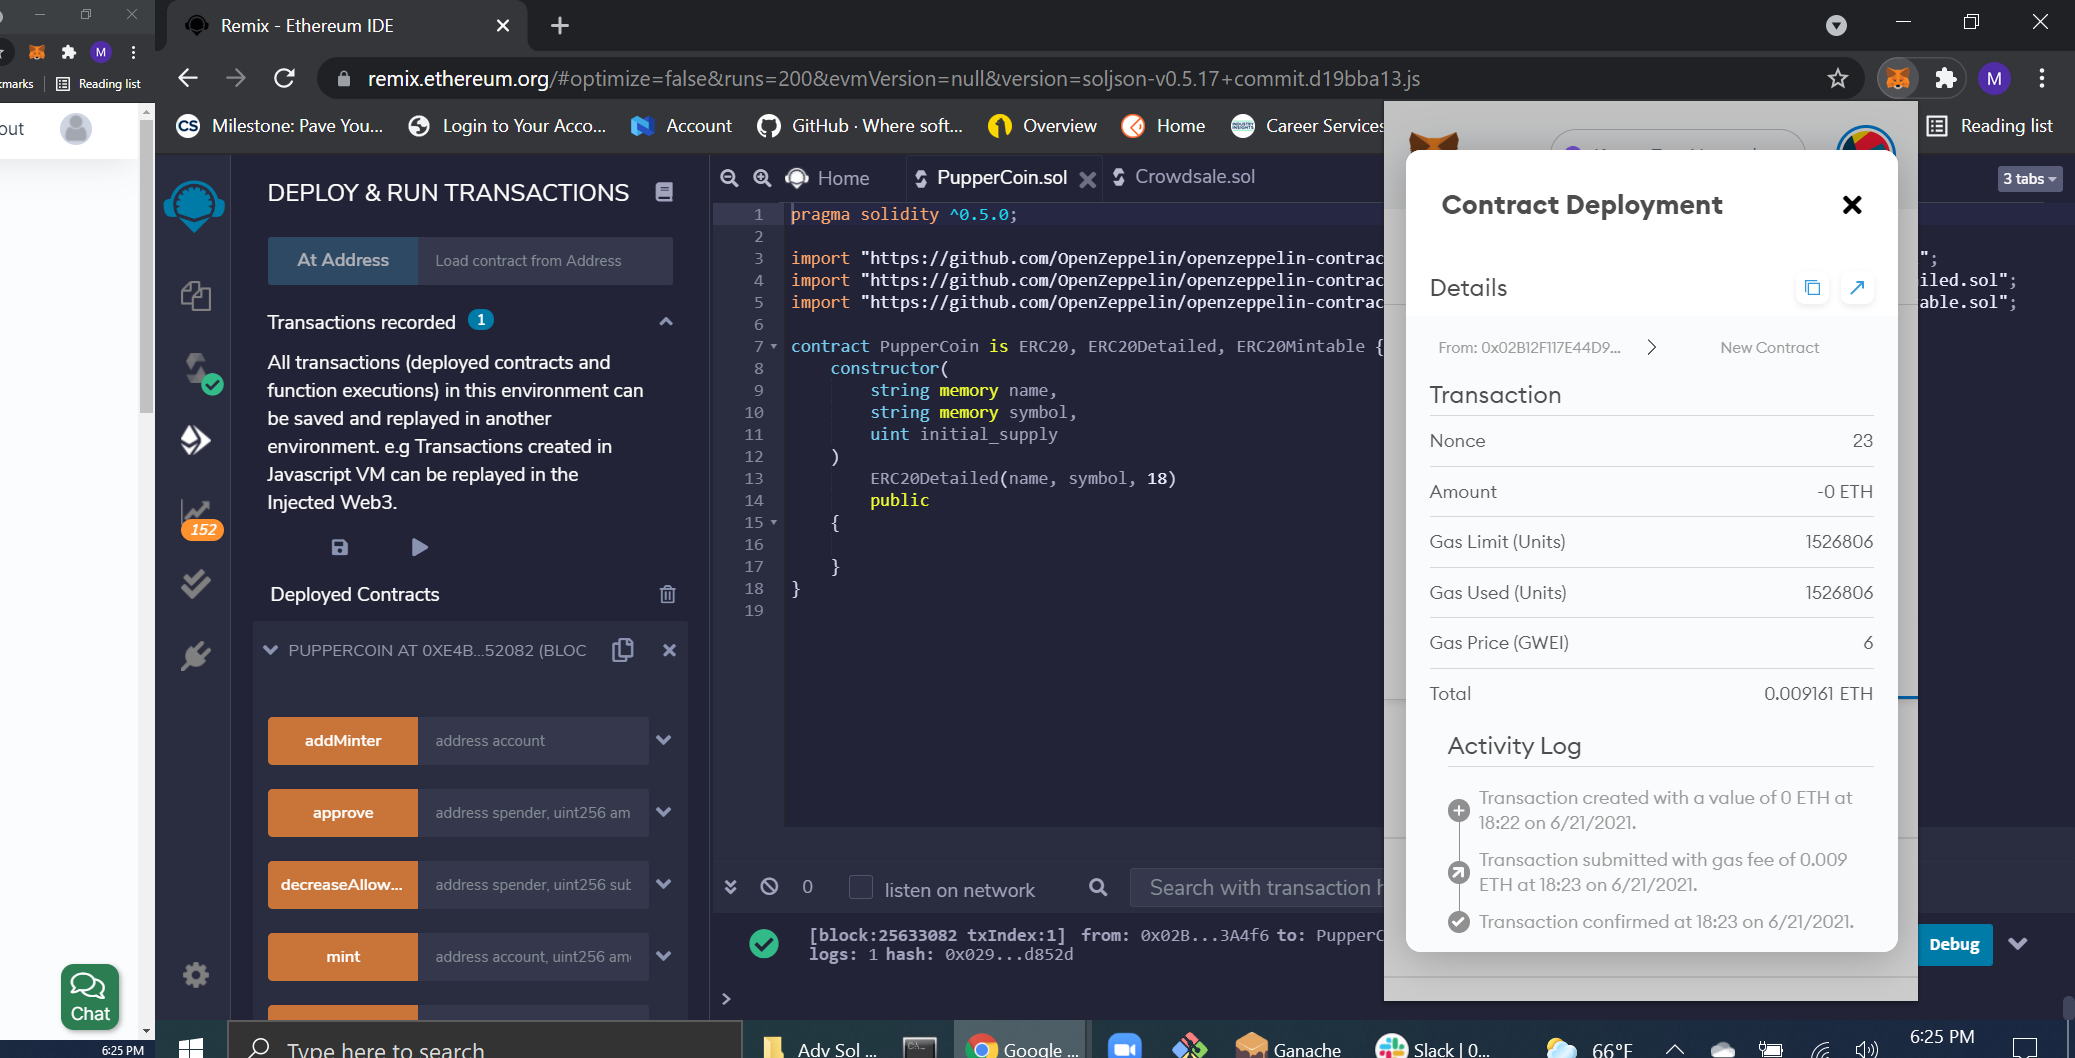 Remix - Ethereum IDE
M
remix.ethereum.org/#optimize=false&runs=200&evmVersion=null&version=soljson-v0.5.17+commit.d19bba13.js
M
kmarks
Reading list
CS Milestone: Pave You...
Login to Your Acco...
Account
GitHub · Where soft...
Overview
Home
Career Services
Reading list
out
DEPLOY & RUN TRANSACTIONS
At Address
Load contract from Address
Transactions recorded 1
All transactions (deployed contracts and
function executions) in this environment can
be saved and replayed in another
environment. e.g Transactions created in
Javascript VM can be replayed in the
Injected Web3.
152
Deployed Contracts
PUPPERCOIN AT 0XE4B...52082 (BLOC
addMinter
address account
approve
address spender, uint256 am
decreaseAllow...
address spender, uint256 sub
mint
address account, uint256 am
Chat
Home
PupperCoin.sol
Crowdsale.sol
3 tabs
1 pragma solidity ^0.5.0;
2
3 import "https://github.com/OpenZeppelin/openzeppelin-contrac
";
4 import "https://github.com/OpenZeppelin/openzeppelin-contrac
iled.sol";
5 import "https://github.com/OpenZeppelin/openzeppelin-contrac
able.sol";
6
7 contract PupperCoin is ERC20, ERC20Detailed, ERC20Mintable {
8 constructor(
9 string memory name,
10 string memory symbol,
11 uint initial_supply
12 )
13 ERC20Detailed(name, symbol, 18)
14 public
15 {
16
17 }
18 }
19
0
listen on network
Search with transaction h
[block:25633082 txIndex:1] from: 0x02B...3A4f6 to: PupperC
logs: 1 hash: 0x029...d852d
Debug
>
Contract Deployment
Details
From: 0x02B12F117E44D9...
New Contract
Transaction
Nonce 23
Amount -0 ETH
Gas Limit (Units) 1526806
Gas Used (Units) 1526806
Gas Price (GWEI) 6
Total 0.009161 ETH
Activity Log
Transaction created with a value of 0 ETH at
18:22 on 6/21/2021.
Transaction submitted with gas fee of 0.009
ETH at 18:23 on 6/21/2021.
Transaction confirmed at 18:23 on 6/21/2021.
6:25 PM
Type here to search
Adv Sol ...
Google ...
Ganache
Slack | 0...
66°F
6:25 PM